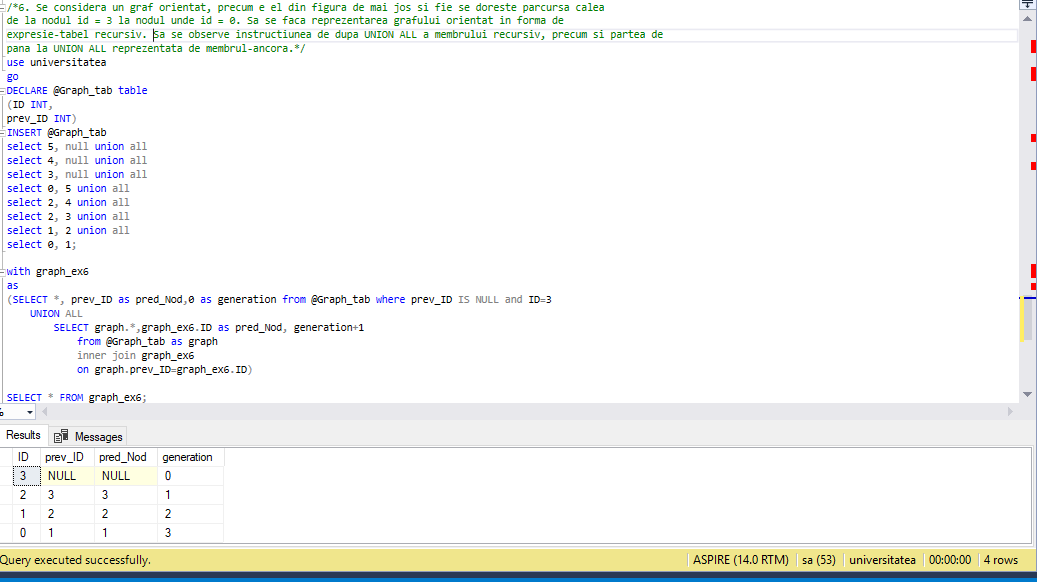 /*6. Se considera un graf orientat, precum e el din figura de mai jos si fie se doreste parcursa calea
de la nodul id = 3 la nodul unde id = 0. Sa se faca reprezentarea grafului orientat in forma de
expresie-tabel recursiv. Sa se observe instructiunea de dupa UNION ALL a membrului recursiv, precum si partea de
pana la UNION ALL reprezentata de membrul-ancora.*/
use universitatea
go
DECLARE @Graph_tab table
(ID INT,
prev_ID INT)
INSERT @Graph_tab
select 5, null union all
select 4, null union all
select 3, null union all
select 0, 5 union all
select 2, 4 union all
select 2, 3 union all
select 1, 2 union all
select 0, 1;
with graph_ex6
as
(SELECT *, prev_ID as pred_Nod,0 as generation from @Graph_tab where prev_ID IS NULL and ID=3
UNION ALL
SELECT graph.*,graph_ex6.ID as pred_Nod, generation+1
from @Graph_tab as graph
inner join graph_ex6
on graph.prev_ID=graph_ex6.ID)
SELECT * FROM graph_ex6;
%
Results Messages
ID prev_ID pred_Nod generation
3 NULL NULL 0
2 3 3 1
1 2 2 2
0 1 1 3
Query executed successfully. ASPIRE (14.0 RTM) sa (53) universitatea 00:00:00 4 rows